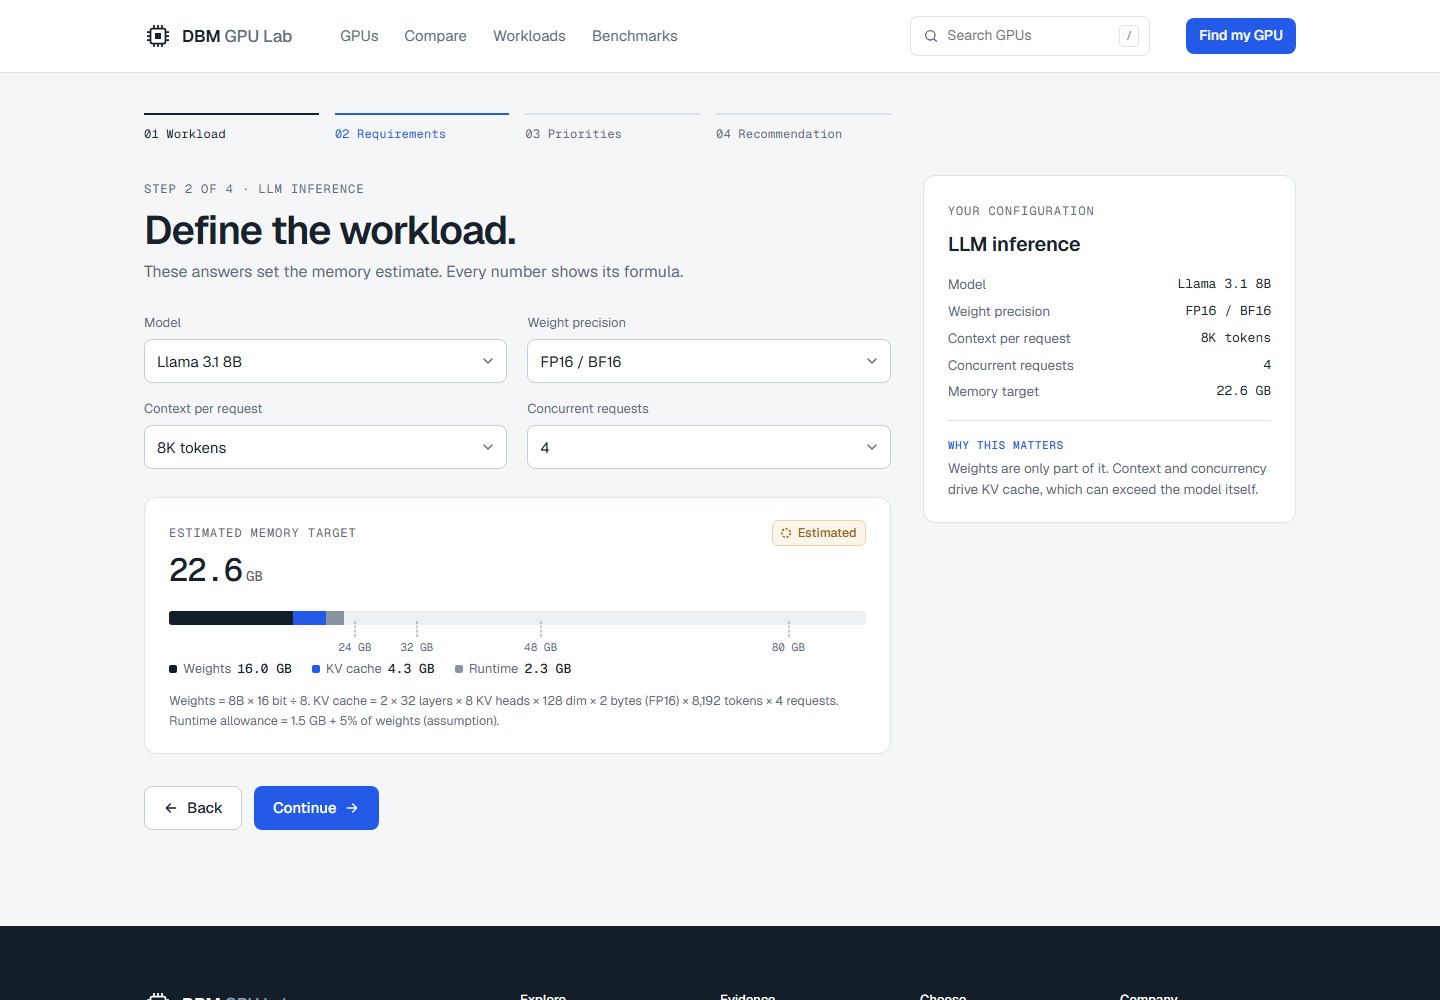 DBM GPU Lab
GPUs
Compare
Workloads
Benchmarks
Search GPUs
/
Find my GPU
01 Workload
02 Requirements
03 Priorities
04 Recommendation
STEP 2 OF 4 · LLM INFERENCE
Define the workload.
These answers set the memory estimate. Every number shows its formula.
Model
Weight precision
Llama 3.1 8B
FP16 / BF16
Context per request
Concurrent requests
8K tokens
4
ESTIMATED MEMORY TARGET
Estimated
22.6 GB
24 GB
32 GB
48 GB
80 GB
Weights 16.0 GB
KV cache 4.3 GB
Runtime 2.3 GB
Weights = 8B × 16 bit ÷ 8. KV cache = 2 × 32 layers × 8 KV heads × 128 dim × 2 bytes (FP16) × 8,192 tokens × 4 requests.
Runtime allowance = 1.5 GB + 5% of weights (assumption).
Back
Continue
YOUR CONFIGURATION
LLM inference
Model Llama 3.1 8B
Weight precision FP16 / BF16
Context per request 8K tokens
Concurrent requests 4
Memory target 22.6 GB
WHY THIS MATTERS
Weights are only part of it. Context and concurrency
drive KV cache, which can exceed the model itself.
DBM GPU Lab
Explore
Evidence
Choose
Company